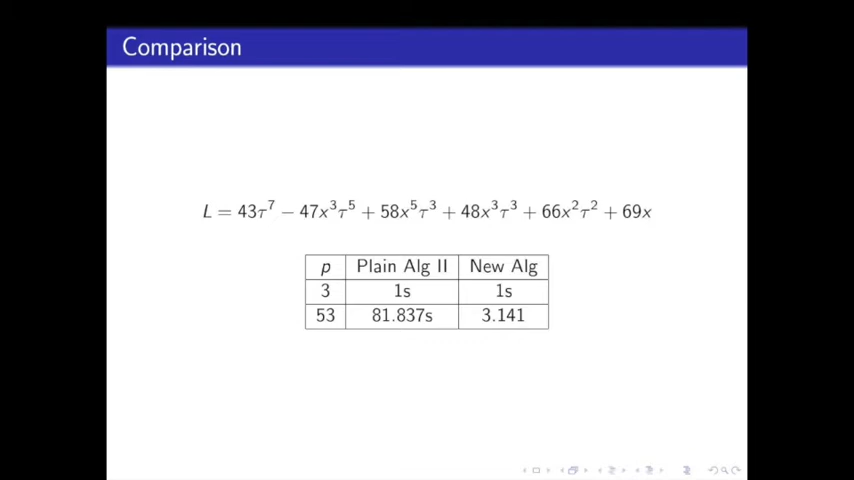 Comparison
L = 43τ⁷ − 47x³τ⁵ + 58x⁵τ³ + 48x³τ³ + 66x²τ² + 69x
p Plain Alg II New Alg
3 1s 1s
53 81.837s 3.141